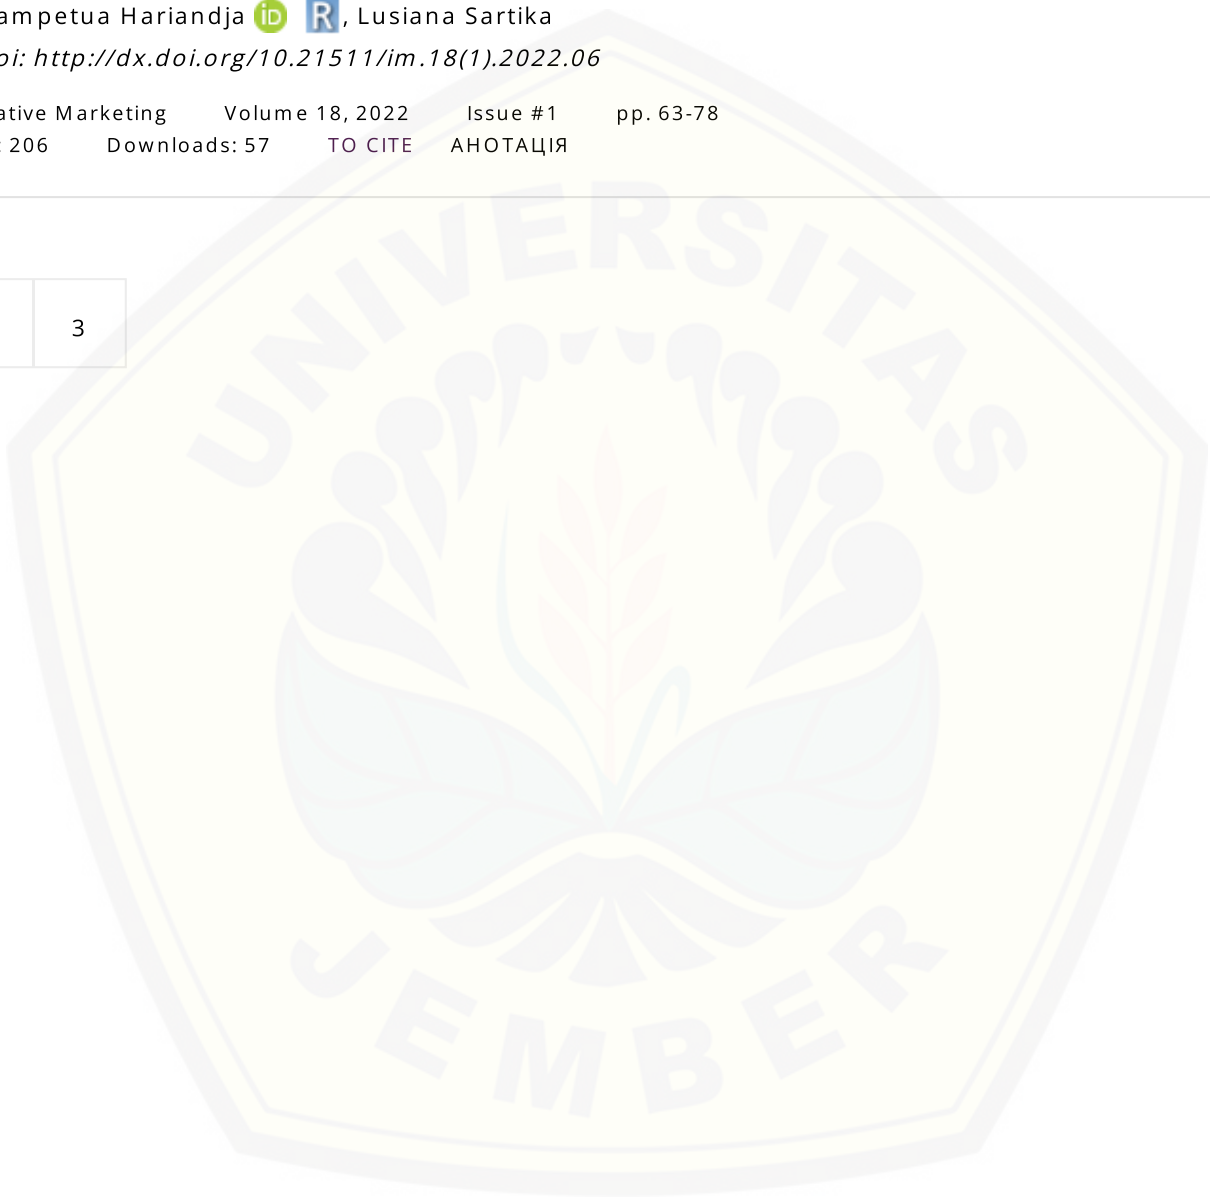 ampetua Hariandja iD R, Lusiana Sartika
oi: http://dx.doi.org/10.21511/im.18(1).2022.06
ative Marketing Volume 18, 2022 Issue #1 pp. 63-78
: 206 Downloads: 57 TO CITE АНОТАЦІЯ
3
UNIVERSITAS
JEMBER